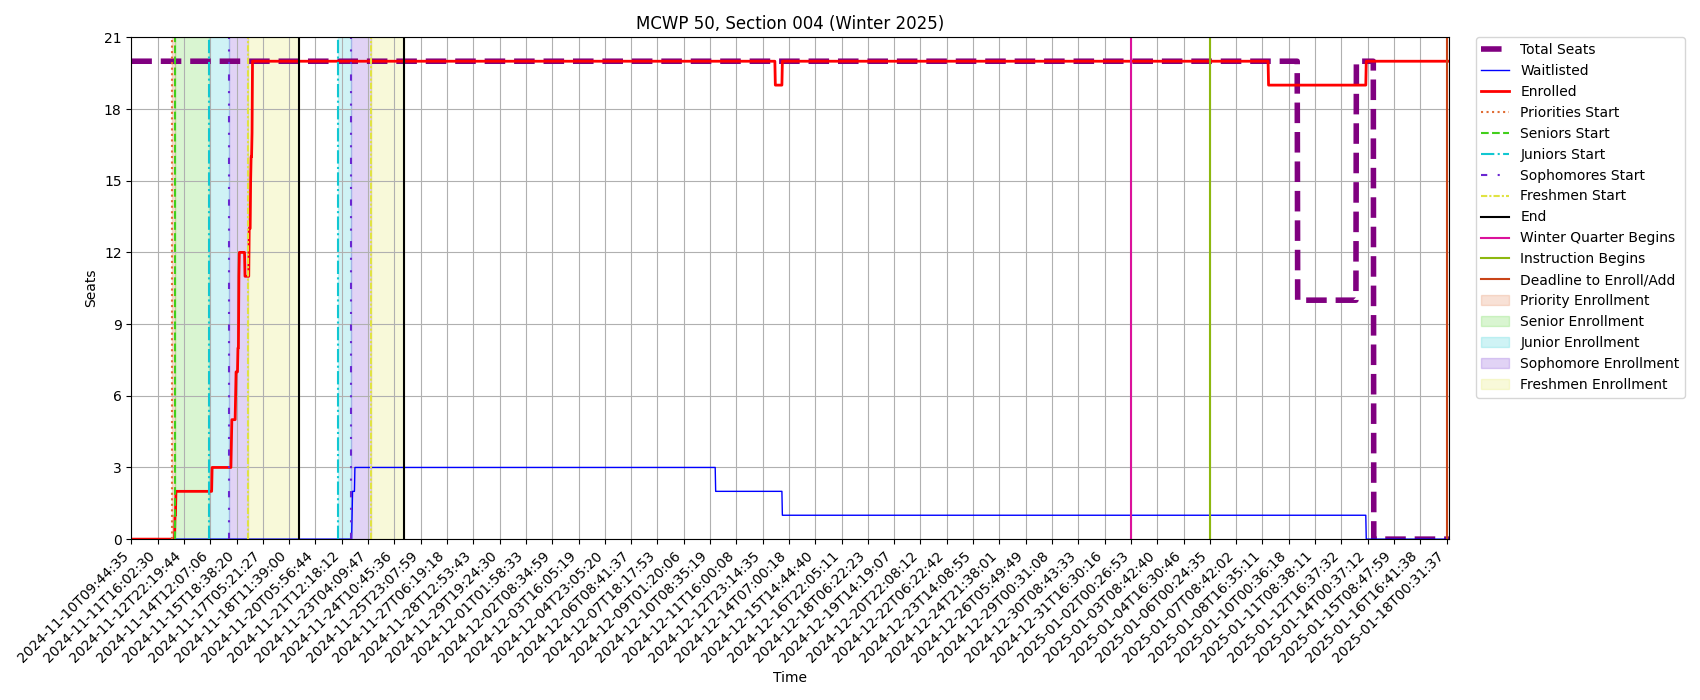 MCWP 50, Section 004 (Winter 2025)
21
18
15
12
9
6
3
0
Seats
2024-11-10T09:44:35
2024-11-11T16:02:30
2024-11-12T22:19:44
2024-11-14T12:07:06
2024-11-15T18:38:20
2024-11-17T05:21:27
2024-11-18T11:39:00
2024-11-20T05:56:44
2024-11-21T12:18:12
2024-11-23T04:09:47
2024-11-24T10:45:36
2024-11-25T23:07:59
2024-11-27T06:19:18
2024-11-28T12:53:43
2024-11-29T19:24:30
2024-12-01T01:58:33
2024-12-02T08:34:59
2024-12-03T16:05:19
2024-12-04T23:05:20
2024-12-06T08:41:37
2024-12-07T18:17:53
2024-12-09T01:20:06
2024-12-10T08:35:19
2024-12-11T16:00:08
2024-12-12T23:14:35
2024-12-14T07:00:18
2024-12-15T14:44:40
2024-12-16T22:05:11
2024-12-18T06:22:23
2024-12-19T14:19:07
2024-12-20T22:08:12
2024-12-22T06:22:42
2024-12-23T14:08:55
2024-12-24T21:38:01
2024-12-26T05:49:49
2024-12-29T00:31:08
2024-12-30T08:43:33
2024-12-31T16:30:16
2025-01-02T00:26:53
2025-01-03T08:42:40
2025-01-04T16:30:46
2025-01-06T00:24:35
2025-01-07T08:42:02
2025-01-08T16:35:11
2025-01-10T00:36:18
2025-01-11T08:38:11
2025-01-12T16:37:32
2025-01-14T00:37:12
2025-01-15T08:47:59
2025-01-16T16:41:38
2025-01-18T00:31:37
Time
Total Seats
Waitlisted
Enrolled
Priorities Start
Seniors Start
Juniors Start
Sophomores Start
Freshmen Start
End
Winter Quarter Begins
Instruction Begins
Deadline to Enroll/Add
Priority Enrollment
Senior Enrollment
Junior Enrollment
Sophomore Enrollment
Freshmen Enrollment